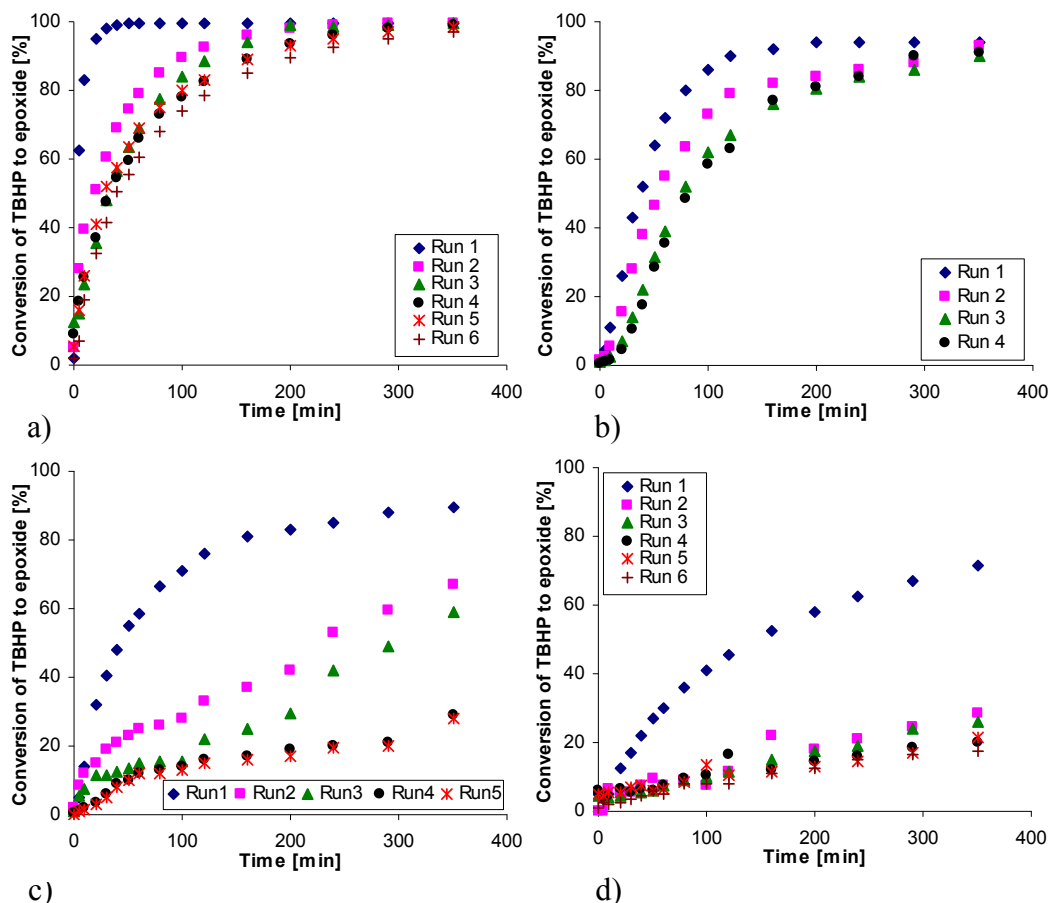 Conversion of TBHP to epoxide [%]
100
80
60
40
20
0
Run 1
Run 2
Run 3
Run 4
Run 5
Run 6
0
100
200
300
400
Time [min]
a)
Conversion of TBHP to epoxide [%]
100
80
60
40
20
0
Run 1
Run 2
Run 3
Run 4
0
100
200
300
400
Time [min]
b)
Conversion of TBHP to epoxide [%]
100
80
60
40
20
0
Run1 Run2 Run3 Run4 Run5
0
100
200
300
400
Time [min]
c)
Conversion of TBHP to epoxide [%]
100
80
60
40
20
0
Run 1
Run 2
Run 3
Run 4
Run 5
Run 6
0
100
200
300
400
Time [min]
d)